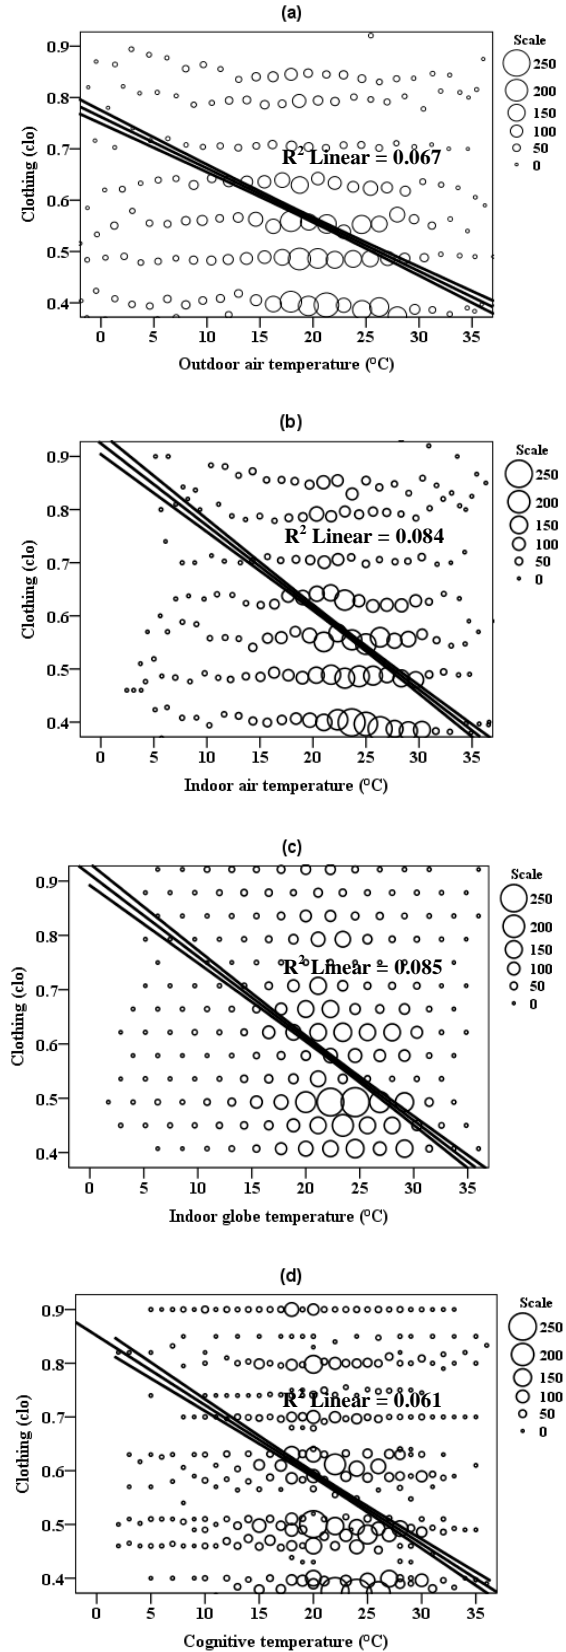 (a)
Scale
250
200
150
100
50
0
0.9
0.8
0.7
0.6
0.5
0.4
Clothing (clo)
R² Linear = 0.067
0 5 10 15 20 25 30 35
Outdoor air temperature (°C)
(b)
Scale
250
200
150
100
50
0
0.9
0.8
0.7
0.6
0.5
0.4
Clothing (clo)
R² Linear = 0.084
0 5 10 15 20 25 30 35
Indoor air temperature (°C)
(c)
Scale
250
200
150
100
50
0
0.9
0.8
0.7
0.6
0.5
0.4
Clothing (clo)
R² Linear = 0.085
0 5 10 15 20 25 30 35
Indoor globe temperature (°C)
(d)
Scale
250
200
150
100
50
0
0.9
0.8
0.7
0.6
0.5
0.4
Clothing (clo)
R² Linear = 0.061
0 5 10 15 20 25 30 35
Cognitive temperature (°C)